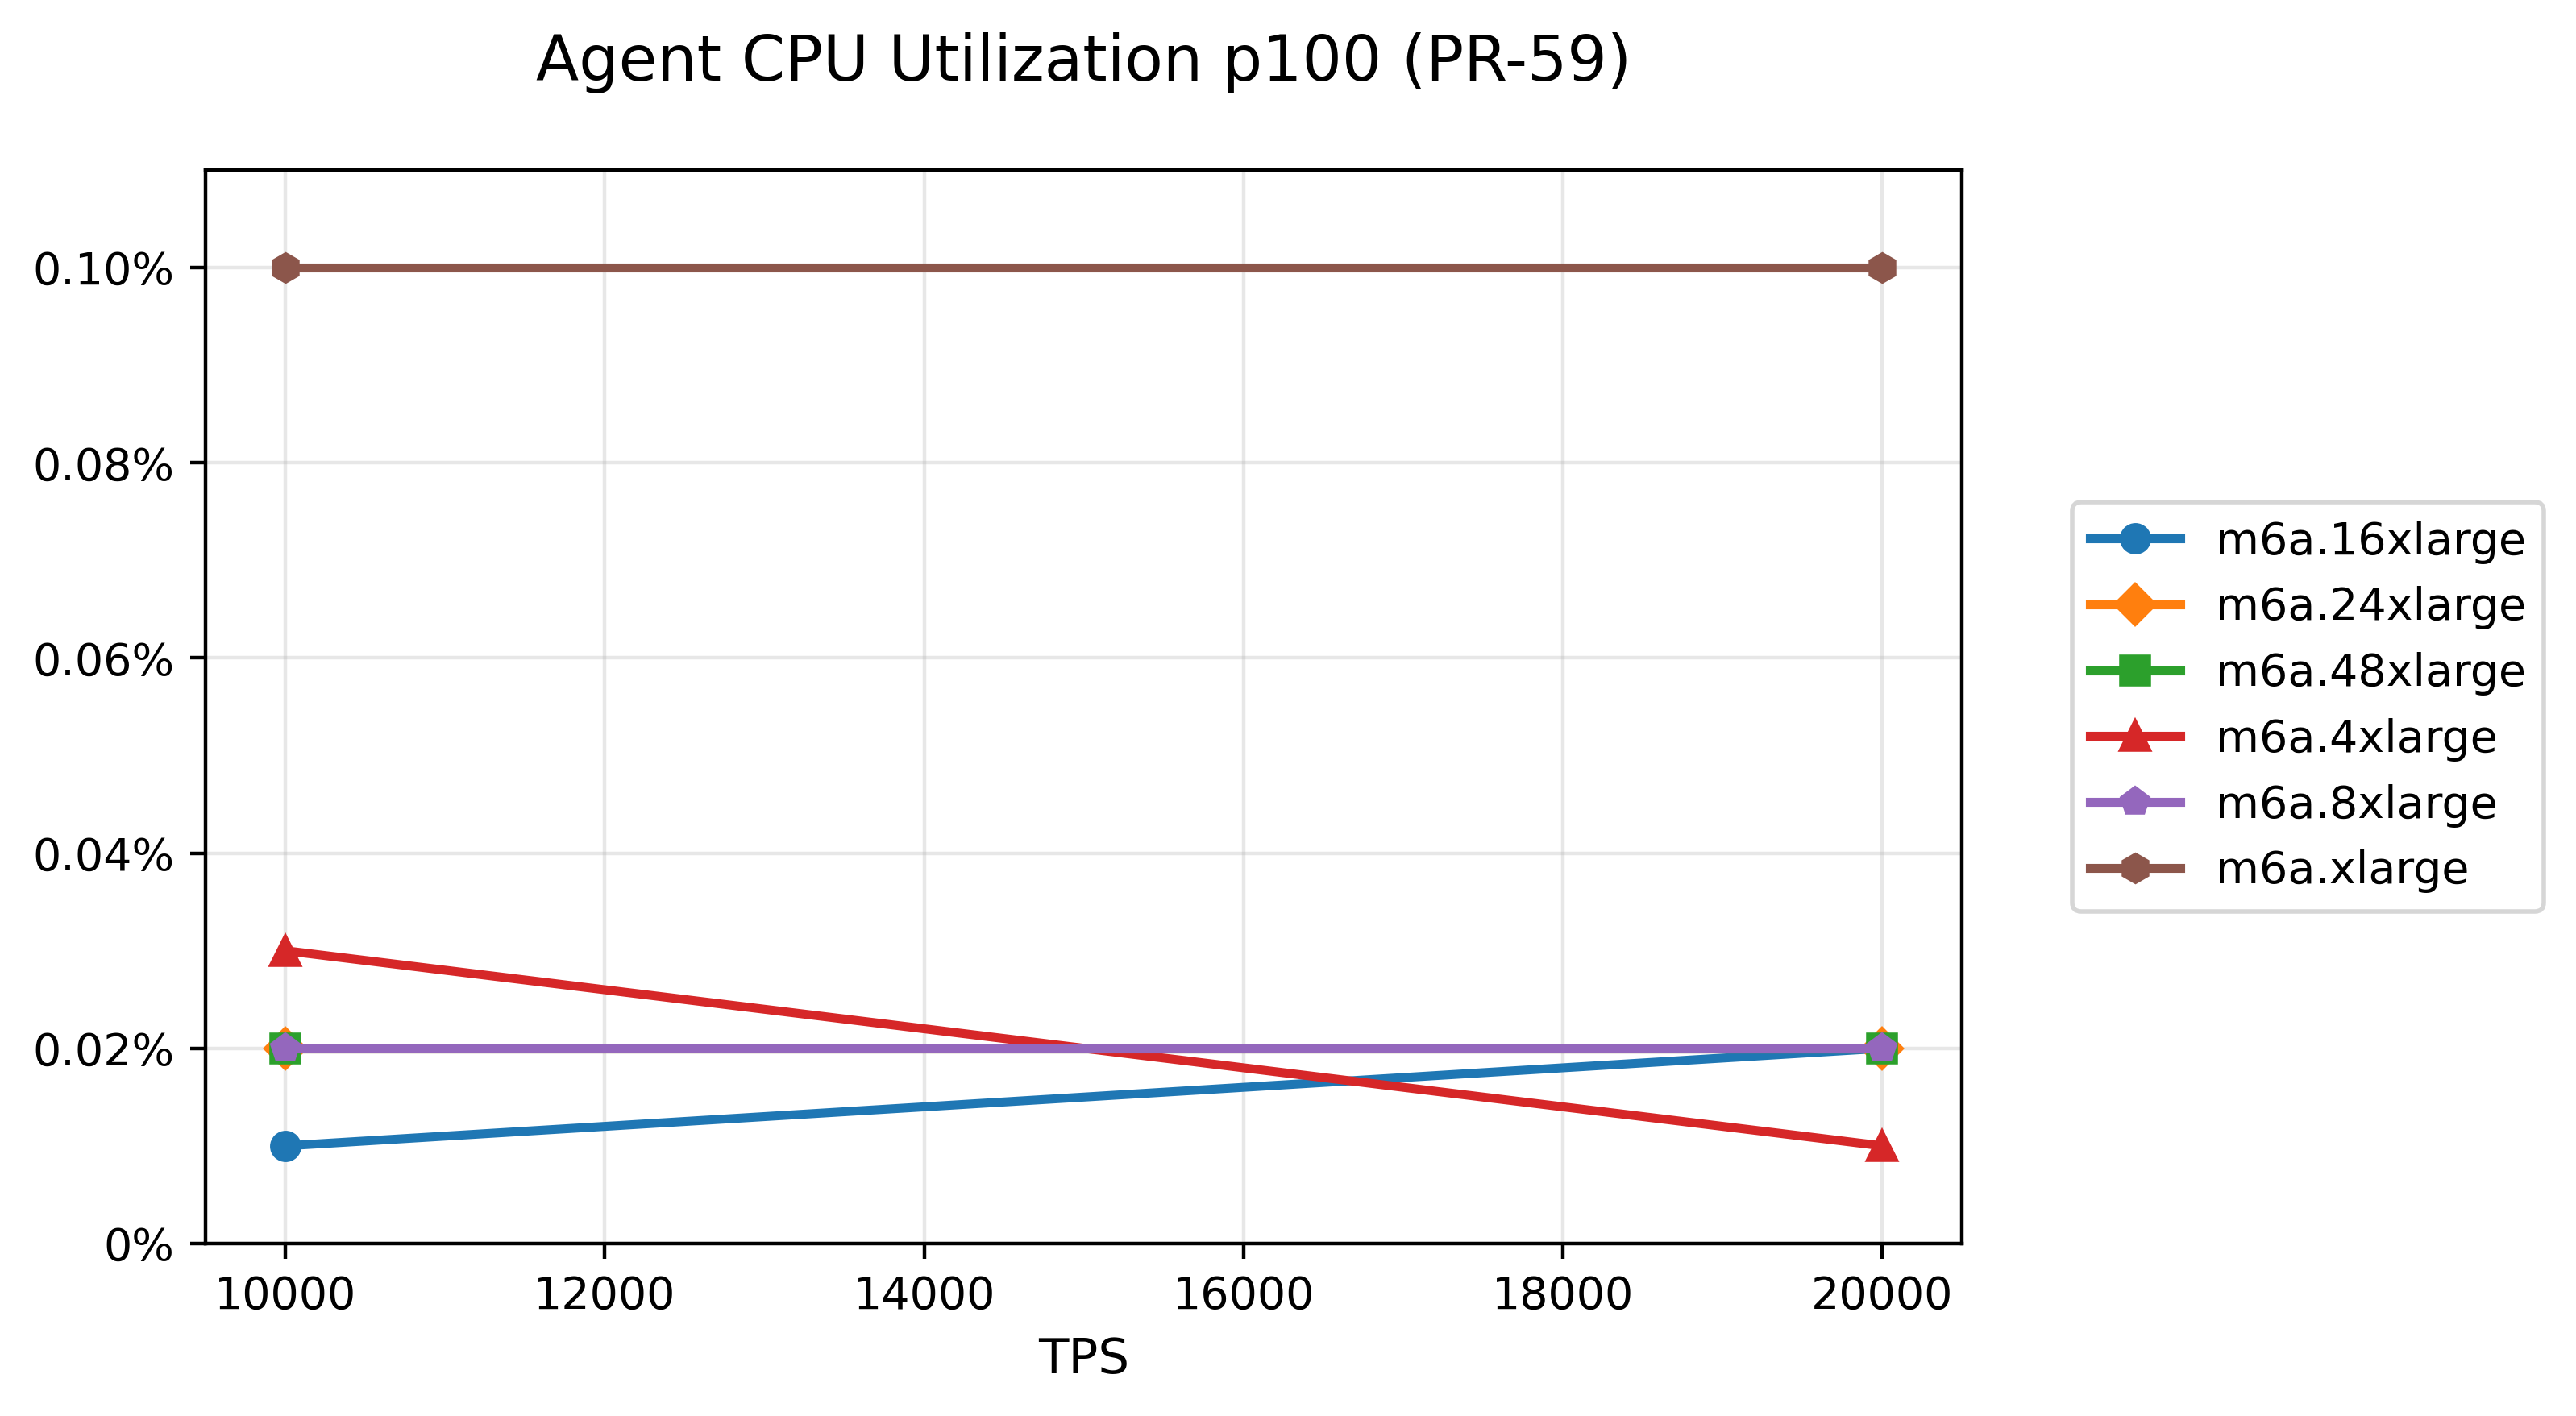 Agent CPU Utilization p100 (PR-59)
0.10%
0.08%
0.06%
0.04%
0.02%
0%
10000 12000 14000 16000 18000 20000
TPS
m6a.16xlarge
m6a.24xlarge
m6a.48xlarge
m6a.4xlarge
m6a.8xlarge
m6a.xlarge